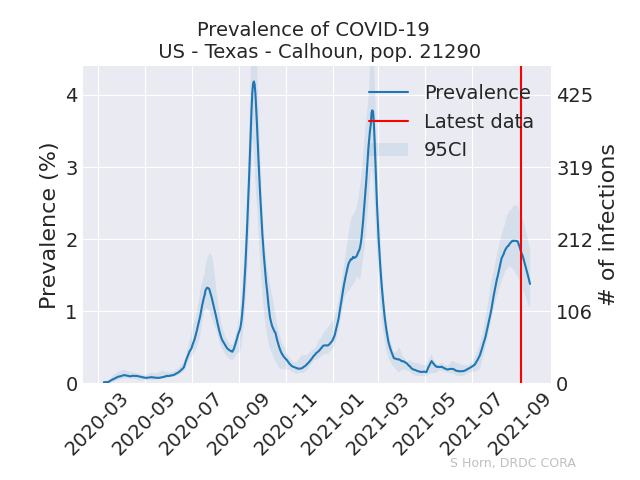 Prevalence of COVID-19
US - Texas - Calhoun, pop. 21290
Prevalence (%)
4
3
2
1
0
Prevalence
Latest data
95CI
425
319
212
106
0
# of infections
2020-03
2020-05
2020-07
2020-09
2020-11
2021-01
2021-03
2021-05
2021-07
2021-09
S Horn, DRDC CORA